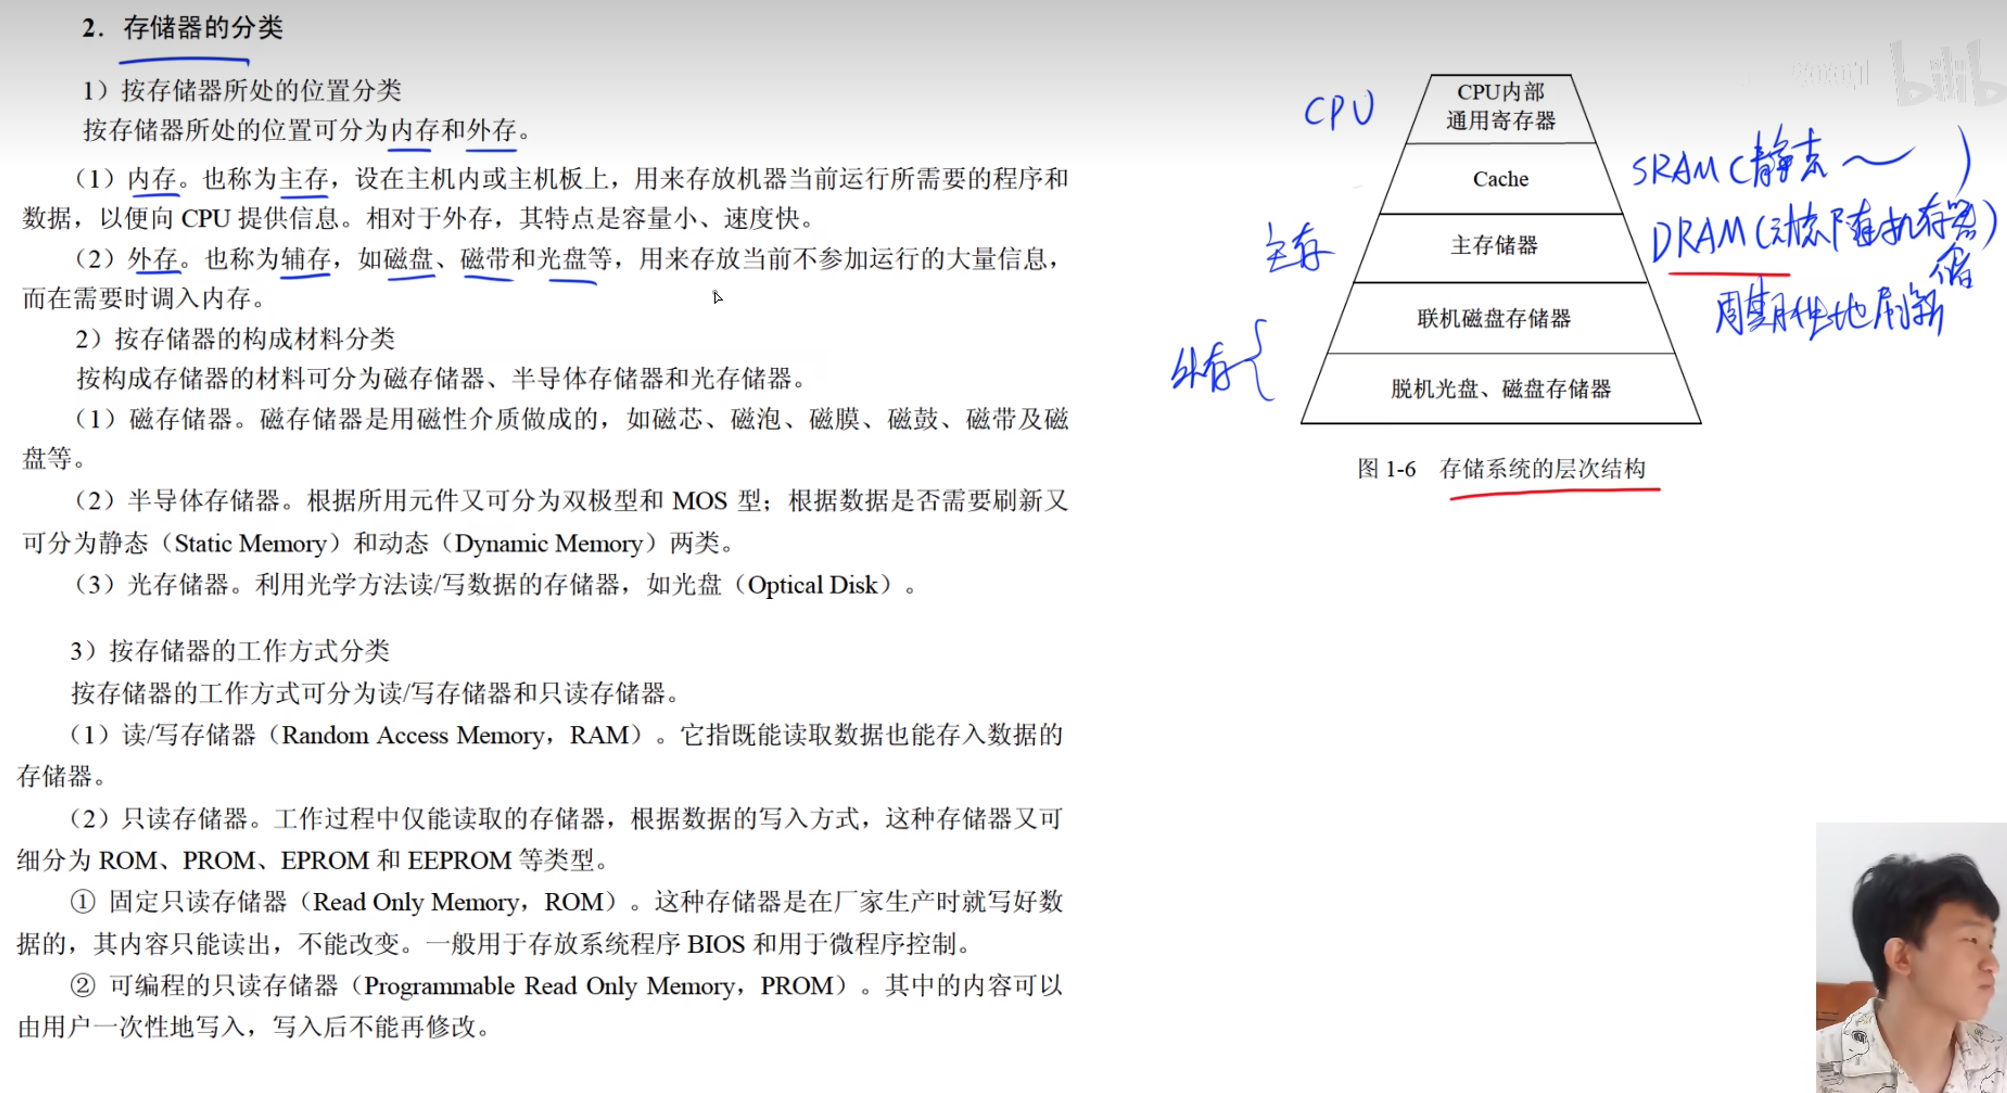 2. 存储器的分类
1）按存储器所处的位置分类
按存储器所处的位置可分为内存和外存。
（1）内存。也称为主存，设在主机内或主机板上，用来存放机器当前运行所需要的程序和
数据，以便向 CPU 提供信息。相对于外存，其特点是容量小、速度快。
（2）外存。也称为辅存，如磁盘、磁带和光盘等，用来存放当前不参加运行的大量信息，
而在需要时调入内存。
2）按存储器的构成材料分类
按构成存储器的材料可分为磁存储器、半导体存储器和光存储器。
（1）磁存储器。磁存储器是用磁性介质做成的，如磁芯、磁泡、磁膜、磁鼓、磁带及磁
盘等。
（2）半导体存储器。根据所用元件又可分为双极型和 MOS 型；根据数据是否需要刷新又
可分为静态（Static Memory）和动态（Dynamic Memory）两类。
（3）光存储器。利用光学方法读/写数据的存储器，如光盘（Optical Disk）。
3）按存储器的工作方式分类
按存储器的工作方式可分为读/写存储器和只读存储器。
（1）读/写存储器（Random Access Memory，RAM）。它指既能读取数据也能存入数据的
存储器。
（2）只读存储器。工作过程中仅能读取的存储器，根据数据的写入方式，这种存储器又可
细分为 ROM、PROM、EPROM 和 EEPROM 等类型。
① 固定只读存储器（Read Only Memory，ROM）。这种存储器是在厂家生产时就写好数
据的，其内容只能读出，不能改变。一般用于存放系统程序 BIOS 和用于微程序控制。
② 可编程的只读存储器（Programmable Read Only Memory，PROM）。其中的内容可以
由用户一次性地写入，写入后不能再修改。
bilib
CPU
CPU内部
通用寄存器
Cache
SRAM（静态～）
主存
主存储器
DRAM（动态随机存储器）
周期性地刷新
外存
联机磁盘存储器
脱机光盘、磁盘存储器
图 1-6 存储系统的层次结构